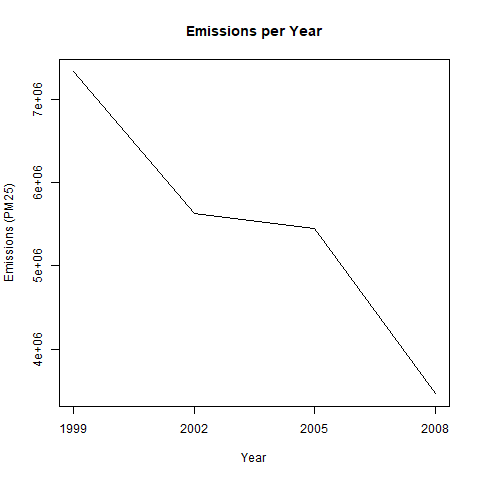 Emissions per Year
Emissions (PM25)
7e+06
6e+06
5e+06
4e+06
1999 2002 2005 2008
Year